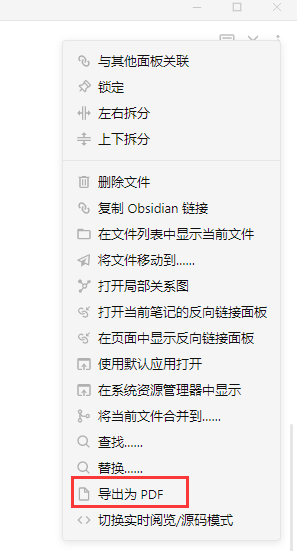 与其他面板关联
锁定
左右拆分
上下拆分
删除文件
复制 Obsidian 链接
在文件列表中显示当前文件
将文件移动到......
打开局部关系图
打开当前笔记的反向链接面板
在页面中显示反向链接面板
使用默认应用打开
在系统资源管理器中显示
将当前文件合并到......
查找......
替换......
导出为 PDF
切换实时阅览/源码模式